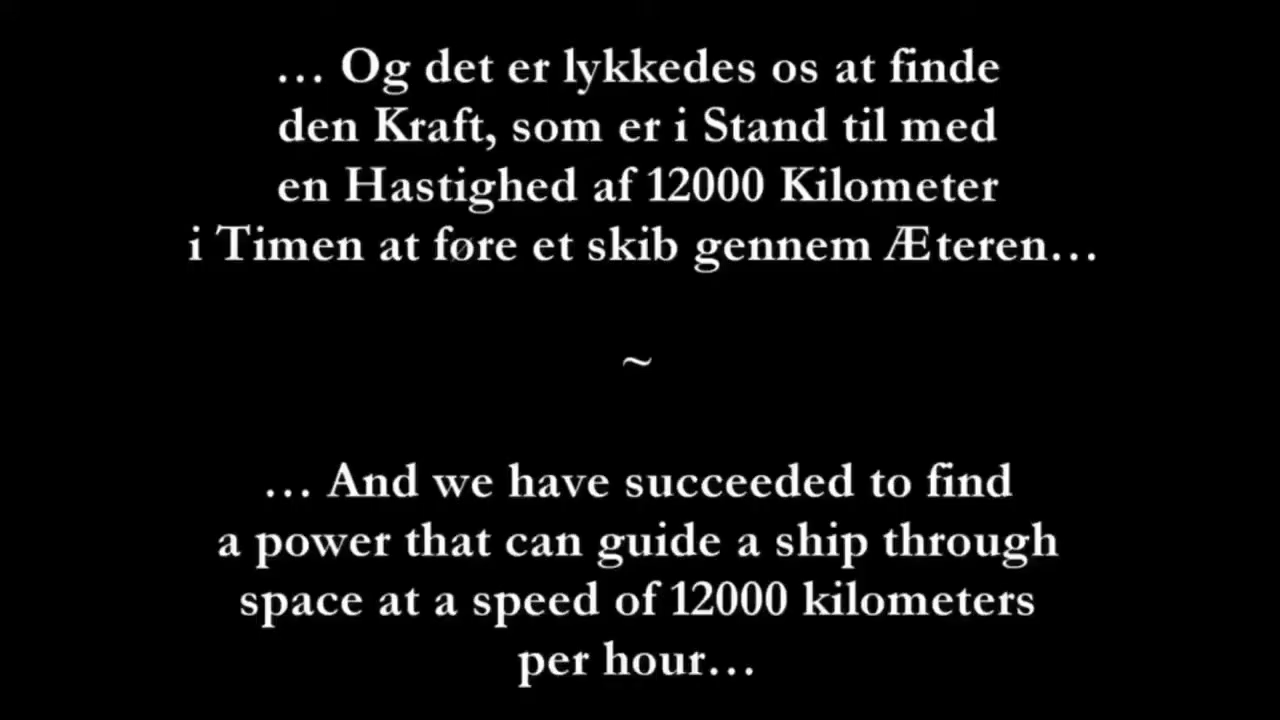 … Og det er lykkedes os at finde
den Kraft, som er i Stand til med
en Hastighed af 12000 Kilometer
i Timen at føre et skib gennem Æteren…
~
… And we have succeeded to find
a power that can guide a ship through
space at a speed of 12000 kilometers
per hour…